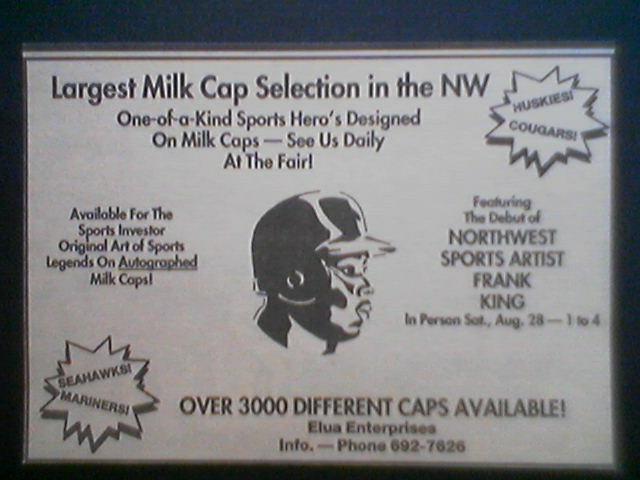 Largest Milk Cap Selection in the NW
HUSKIES!
COUGARS!
One-of-a-Kind Sports Hero's Designed
On Milk Caps — See Us Daily
At The Fair!
Available For The
Sports Investor
Original Art of Sports
Legends On Autographed
Milk Caps!
Featuring
The Debut of
NORTHWEST
SPORTS ARTIST
FRANK
KING
In Person Sat., Aug. 28 — 1 to 4
SEAHAWKS!
MARINERS!
OVER 3000 DIFFERENT CAPS AVAILABLE!
Elua Enterprises
Info. — Phone 692-7626